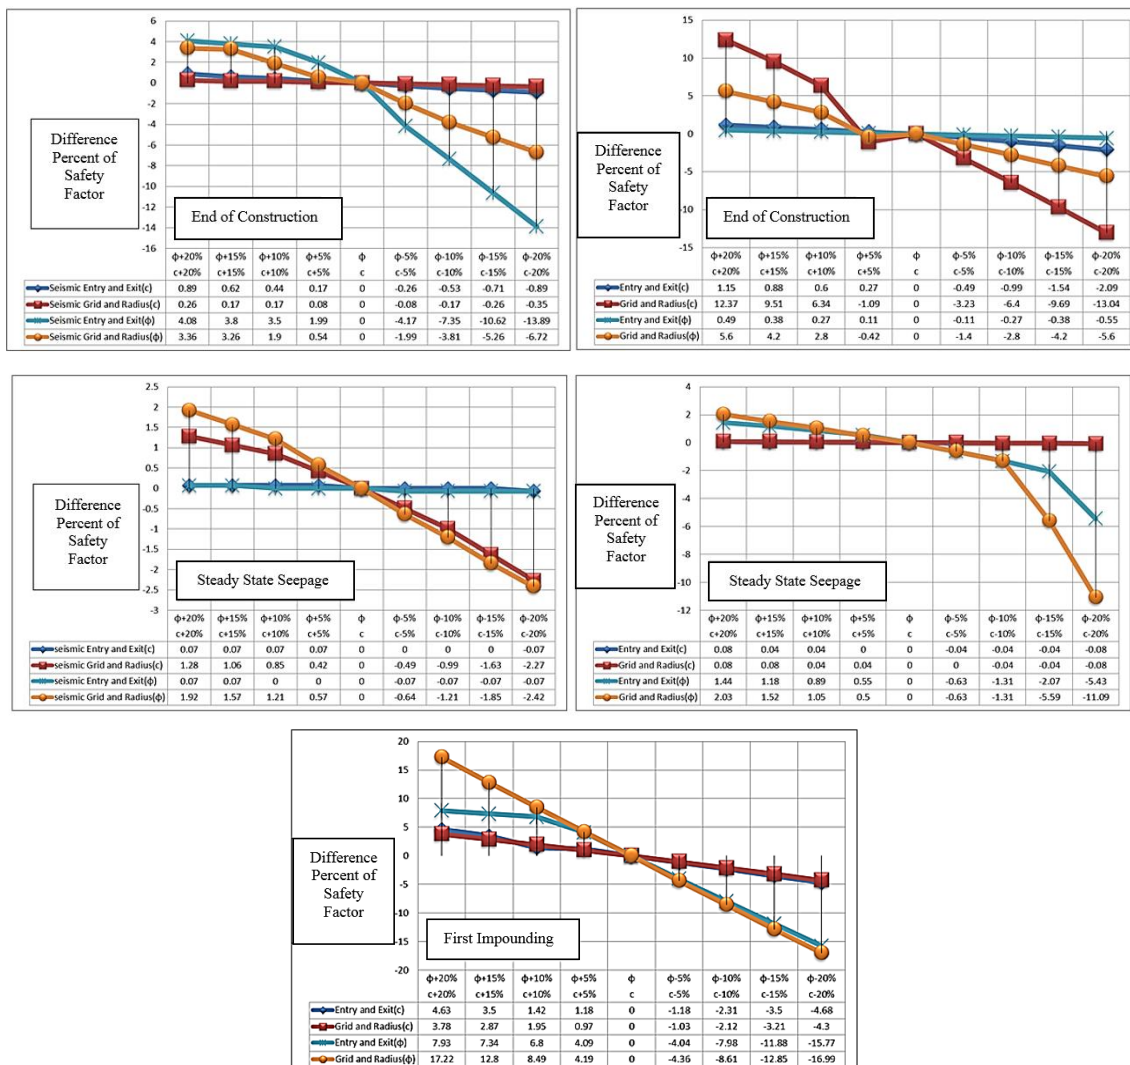 6
4
2
0
-2
-4
-6
-8
-10
-12
-14
-16
Difference
Percent of
Safety
Factor
End of Construction
ϕ+20% ϕ+15% ϕ+10% ϕ+5% ϕ ϕ-5% ϕ-10% ϕ-15% ϕ-20%
c+20% c+15% c+10% c+5% c c-5% c-10% c-15% c-20%
Seismic Entry and Exit(c) 0.89 0.62 0.44 0.17 0 -0.26 -0.53 -0.71 -0.89
Seismic Grid and Radius(c) 0.26 0.17 0.17 0.08 0 -0.08 -0.17 -0.26 -0.35
Seismic Entry and Exit(ϕ) 4.08 3.8 3.5 1.99 0 -4.17 -7.35 -10.62 -13.89
Seismic Grid and Radius(ϕ) 3.36 3.26 1.9 0.54 0 -1.99 -3.81 -5.26 -6.72
15
10
5
0
-5
-10
-15
Difference
Percent of
Safety
Factor
End of Construction
ϕ+20% ϕ+15% ϕ+10% ϕ+5% ϕ ϕ-5% ϕ-10% ϕ-15% ϕ-20%
c+20% c+15% c+10% c+5% c c-5% c-10% c-15% c-20%
Entry and Exit(c) 1.15 0.88 0.6 0.27 0 -0.49 -0.99 -1.54 -2.09
Grid and Radius(c) 12.37 9.51 6.34 -1.09 0 -3.23 -6.4 -9.69 -13.04
Entry and Exit(ϕ) 0.49 0.38 0.27 0.11 0 -0.11 -0.27 -0.38 -0.55
Grid and Radius(ϕ) 5.6 4.2 2.8 -0.42 0 -1.4 -2.8 -4.2 -5.6
2.5
2
1.5
1
0.5
0
-0.5
-1
-1.5
-2
-2.5
-3
Difference
Percent of
Safety
Factor
Steady State Seepage
ϕ+20% ϕ+15% ϕ+10% ϕ+5% ϕ ϕ-5% ϕ-10% ϕ-15% ϕ-20%
c+20% c+15% c+10% c+5% c c-5% c-10% c-15% c-20%
seismic Entry and Exit(c) 0.07 0.07 0.07 0.07 0 0 0 0 -0.07
seismic Grid and Radius(c) 1.28 1.06 0.85 0.42 0 -0.49 -0.99 -1.63 -2.27
seismic Entry and Exit(ϕ) 0.07 0.07 0 0 0 -0.07 -0.07 -0.07 -0.07
seismic Grid and Radius(ϕ) 1.92 1.57 1.21 0.57 0 -0.64 -1.21 -1.85 -2.42
4
2
0
-2
-4
-6
-8
-10
-12
Difference
Percent of
Safety
Factor
Steady State Seepage
ϕ+20% ϕ+15% ϕ+10% ϕ+5% ϕ ϕ-5% ϕ-10% ϕ-15% ϕ-20%
c+20% c+15% c+10% c+5% c c-5% c-10% c-15% c-20%
Entry and Exit(c) 0.08 0.04 0.04 0 0 -0.04 -0.04 -0.04 -0.08
Grid and Radius(c) 0.08 0.08 0.04 0.04 0 0 -0.04 -0.04 -0.08
Entry and Exit(ϕ) 1.44 1.18 0.89 0.55 0 -0.63 -1.31 -2.07 -5.43
Grid and Radius(ϕ) 2.03 1.52 1.05 0.5 0 -0.63 -1.31 -5.59 -11.09
20
15
10
5
0
-5
-10
-15
-20
Difference
Percent of
Safety
Factor
First Impounding
ϕ+20% ϕ+15% ϕ+10% ϕ+5% ϕ ϕ-5% ϕ-10% ϕ-15% ϕ-20%
c+20% c+15% c+10% c+5% c c-5% c-10% c-15% c-20%
Entry and Exit(c) 4.63 3.5 1.42 1.18 0 -1.18 -2.31 -3.5 -4.68
Grid and Radius(c) 3.78 2.87 1.95 0.97 0 -1.03 -2.12 -3.21 -4.3
Entry and Exit(ϕ) 7.93 7.34 6.8 4.09 0 -4.04 -7.98 -11.88 -15.77
Grid and Radius(ϕ) 17.22 12.8 8.49 4.19 0 -4.36 -8.61 -12.85 -16.99